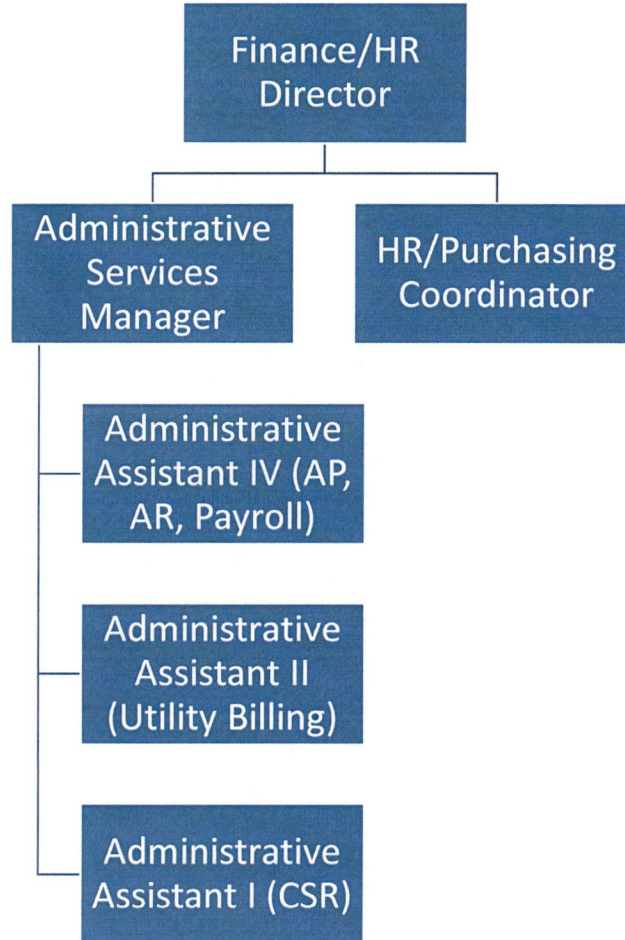 Finance/HR
Director
Administrative
Services
Manager
HR/Purchasing
Coordinator
Administrative
Assistant IV (AP,
AR, Payroll)
Administrative
Assistant II
(Utility Billing)
Administrative
Assistant I (CSR)